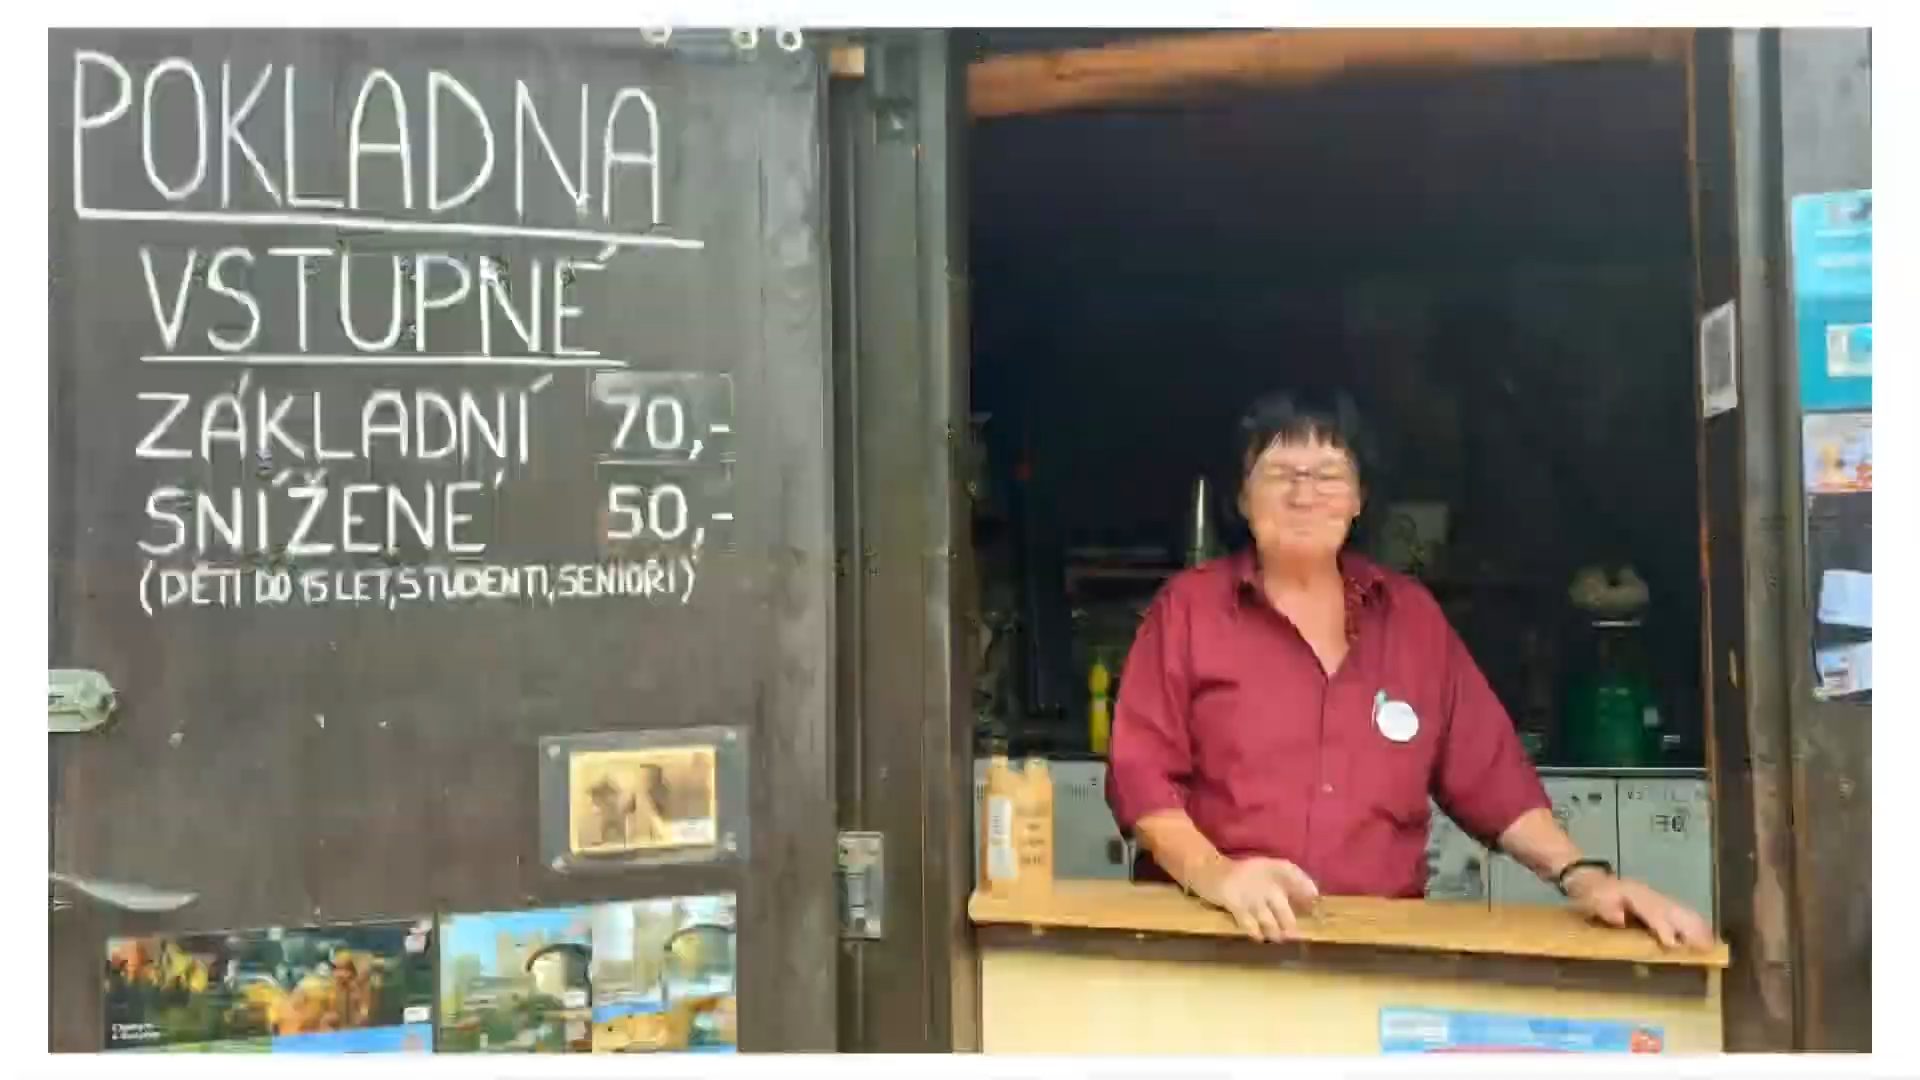 POKLADNA
VSTUPNÉ
ZÁKLADNÍ 70,-
SNÍŽENÉ 50,-
(DĚTI DO 15 LET, STUDENTI, SENIOŘI)